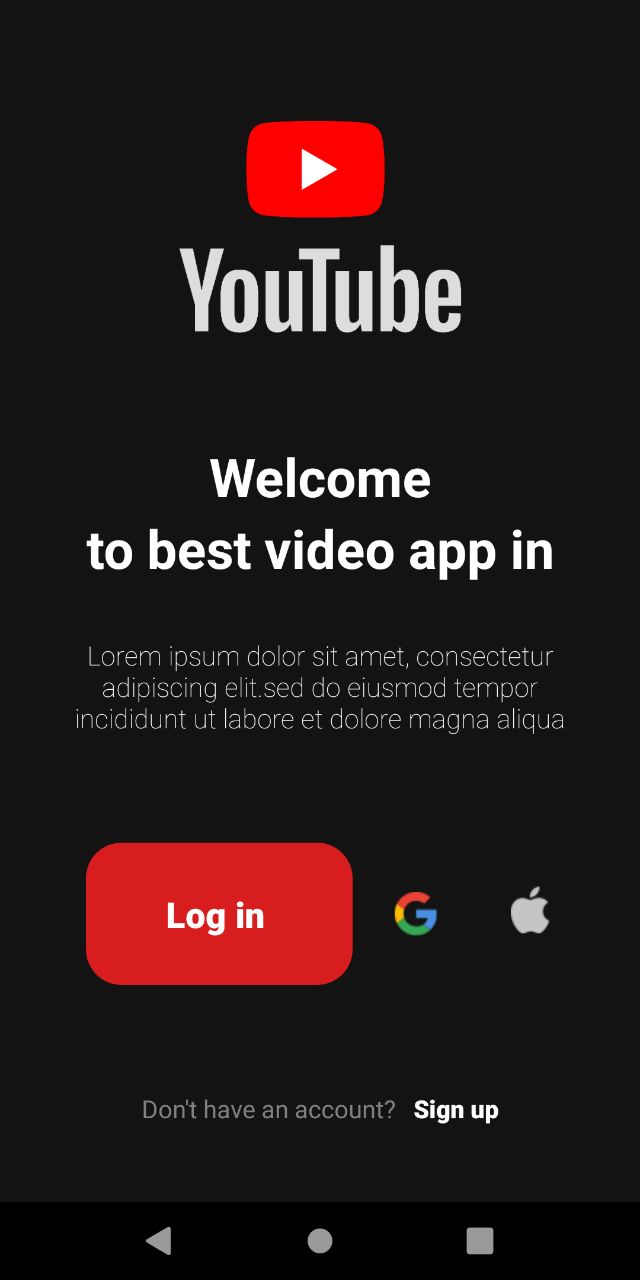 YouTube
Welcome
to best video app in
Lorem ipsum dolor sit amet, consectetur
adipiscing elit.sed do eiusmod tempor
incididunt ut labore et dolore magna aliqua
Log in
Don't have an account? Sign up